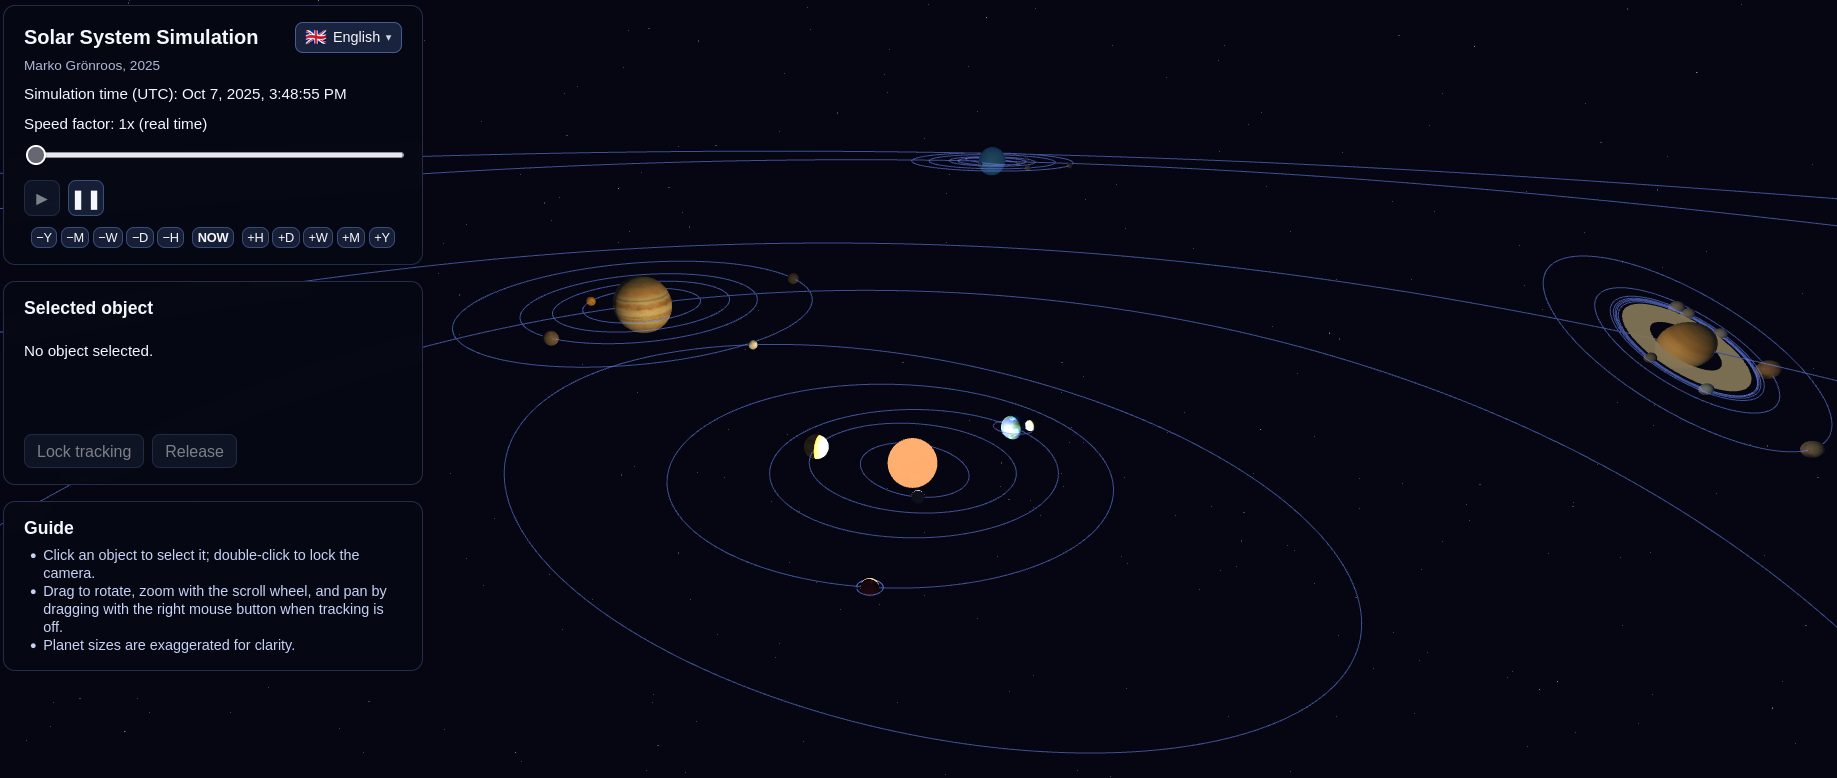 Solar System Simulation
English ▾
Marko Grönroos, 2025
Simulation time (UTC): Oct 7, 2025, 3:48:55 PM
Speed factor: 1x (real time)
−Y −M −W −D −H NOW +H +D +W +M +Y
Selected object
No object selected.
Lock tracking Release
Guide
• Click an object to select it; double-click to lock the
camera.
• Drag to rotate, zoom with the scroll wheel, and pan by
dragging with the right mouse button when tracking is
off.
• Planet sizes are exaggerated for clarity.